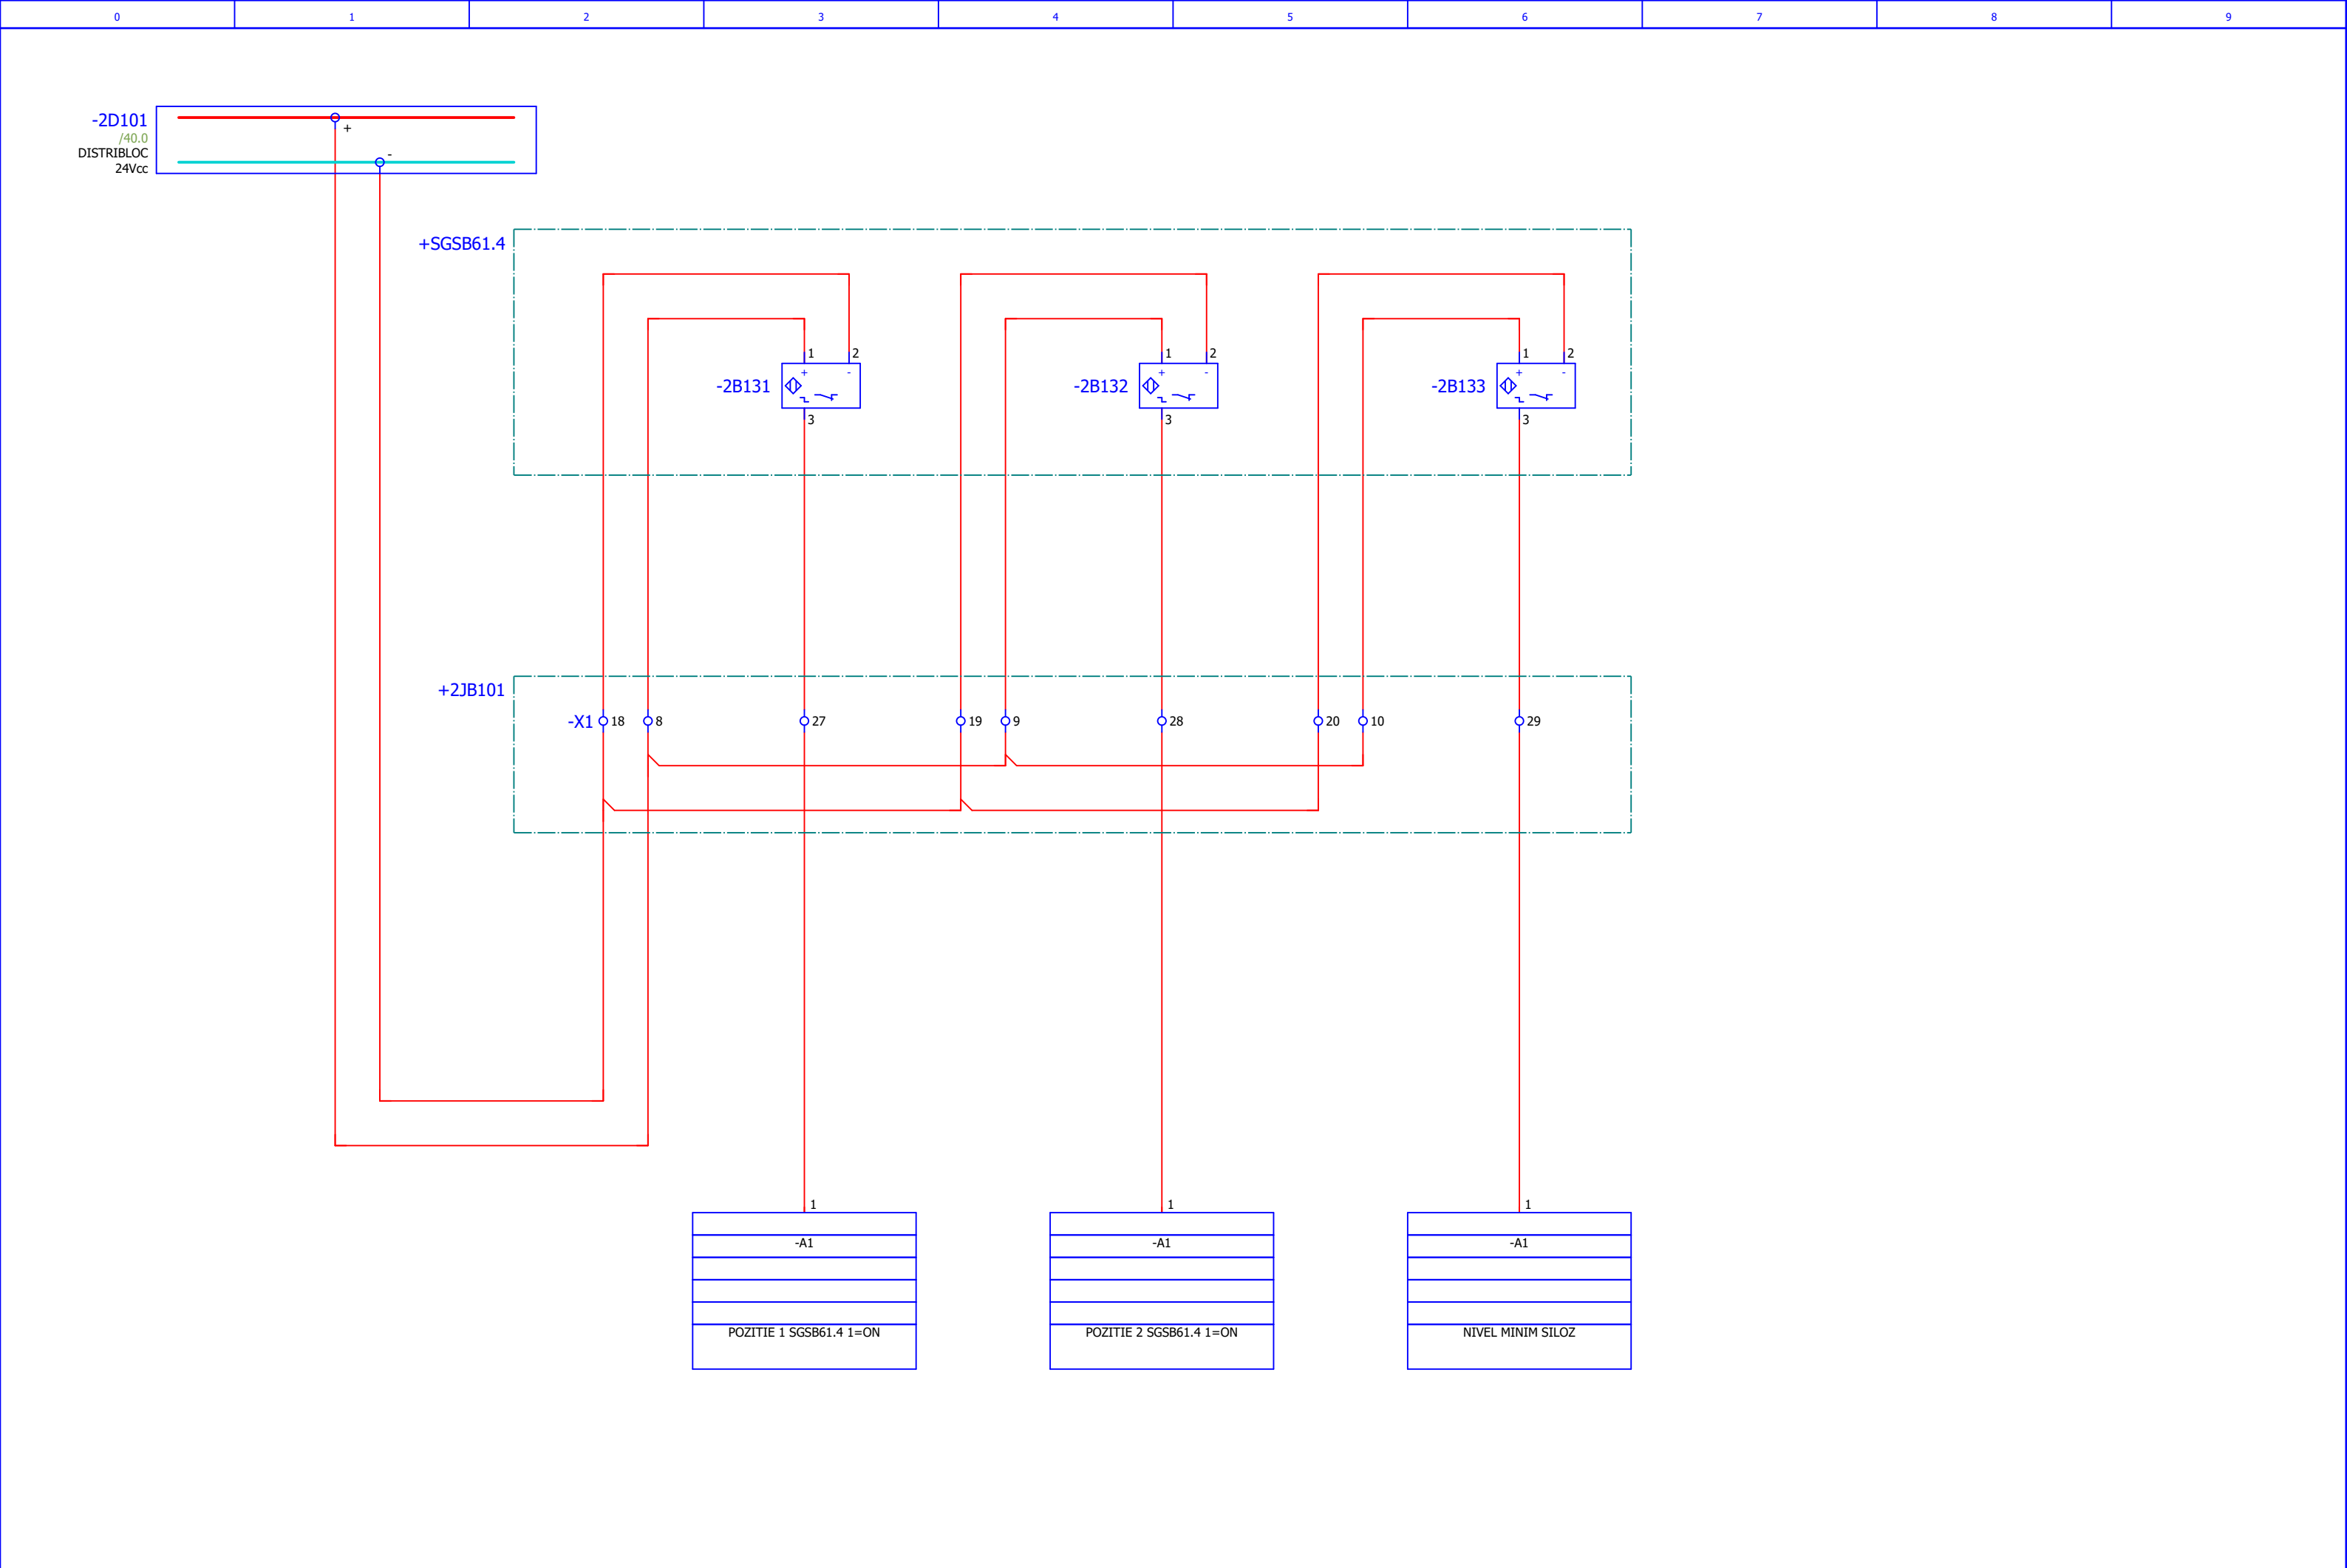 0 1 2 3 4 5 6 7 8 9
-2D101
/40.0
DISTRIBLOC
24Vcc
+
-
+SGSB61.4
1 2 1 2 1 2
+ - + - + -
-2B131 -2B132 -2B133
3 3 3
+2JB101
-X1 18 8 27 19 9 28 20 10 29
1 1 1
-A1 -A1 -A1
POZITIE 1 SGSB61.4 1=ON POZITIE 2 SGSB61.4 1=ON NIVEL MINIM SILOZ